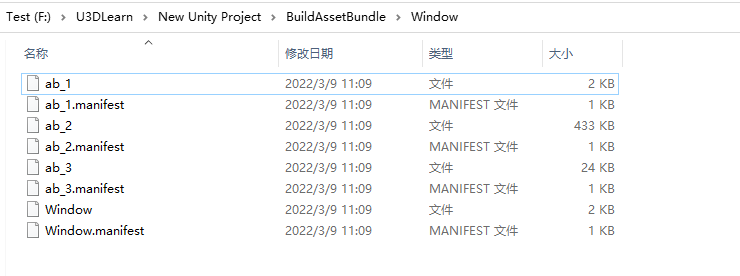 Test (F:) > U3DLearn > New Unity Project > BuildAssetBundle > Window
名称 修改日期 类型 大小
ab_1 2022/3/9 11:09 文件 2 KB
ab_1.manifest 2022/3/9 11:09 MANIFEST 文件 1 KB
ab_2 2022/3/9 11:09 文件 433 KB
ab_2.manifest 2022/3/9 11:09 MANIFEST 文件 1 KB
ab_3 2022/3/9 11:09 文件 24 KB
ab_3.manifest 2022/3/9 11:09 MANIFEST 文件 1 KB
Window 2022/3/9 11:09 文件 2 KB
Window.manifest 2022/3/9 11:09 MANIFEST 文件 1 KB